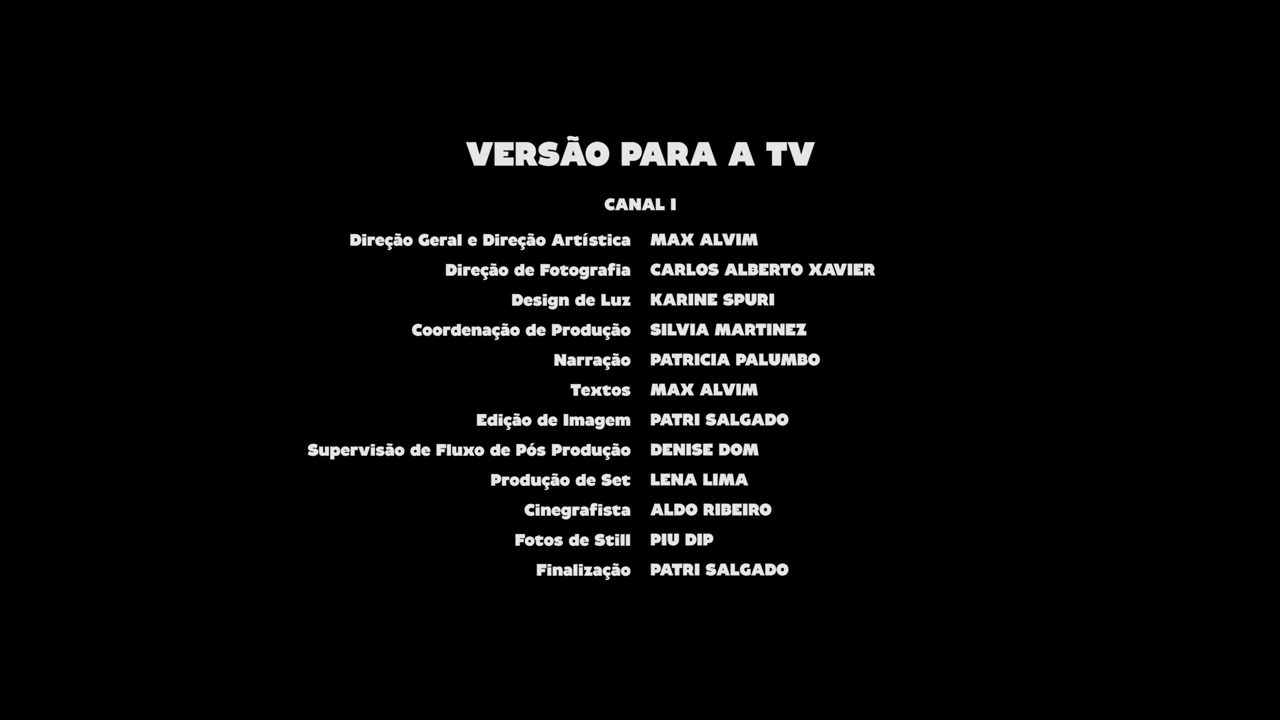 VERSÃO PARA A TV
CANAL I
Direção Geral e Direção Artística MAX ALVIM
Direção de Fotografia CARLOS ALBERTO XAVIER
Design de Luz KARINE SPURI
Coordenação de Produção SILVIA MARTINEZ
Narração PATRICIA PALUMBO
Textos MAX ALVIM
Edição de Imagem PATRI SALGADO
Supervisão de Fluxo de Pós Produção DENISE DOM
Produção de Set LENA LIMA
Cinegrafista ALDO RIBEIRO
Fotos de Still PIU DIP
Finalização PATRI SALGADO